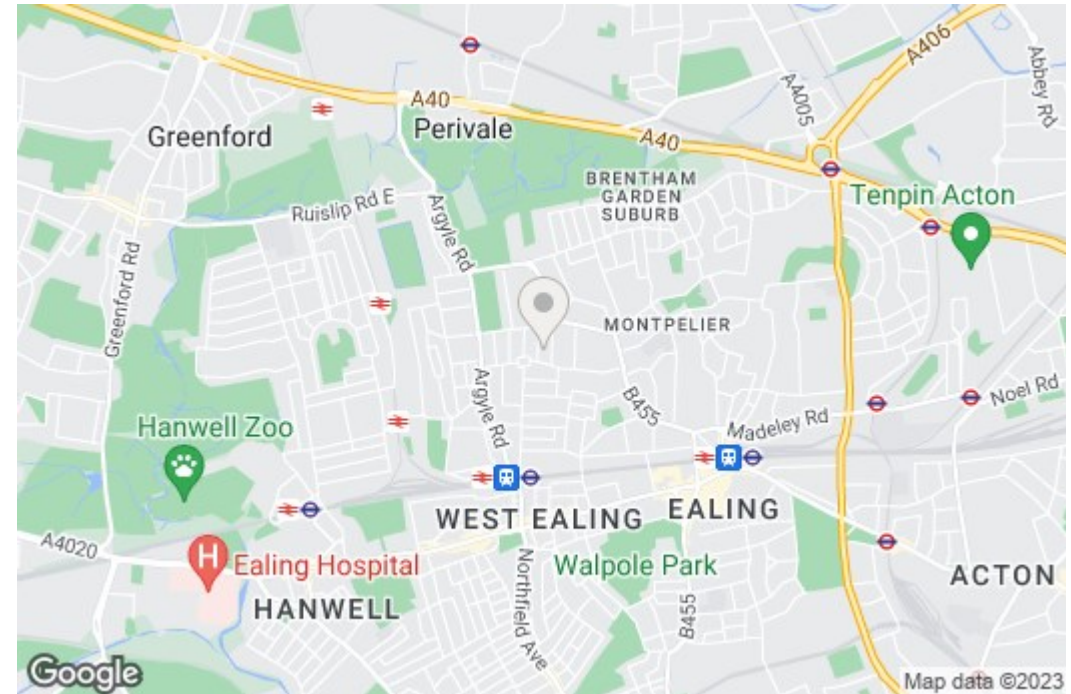 A406
Abbey Rd
A4005
A40
Perivale
Greenford
A40
BRENTHAM
GARDEN
SUBURB
Tenpin Acton
Ruislip Rd E
Argyle Rd
Greenford Rd
MONTPELIER
Argyle Rd
B455
Noel Rd
Madeley Rd
Hanwell Zoo
WEST EALING
EALING
A4020
H
Ealing Hospital
Walpole Park
ACTON
HANWELL
Northfield Ave
B455
Google
Map data ©2023